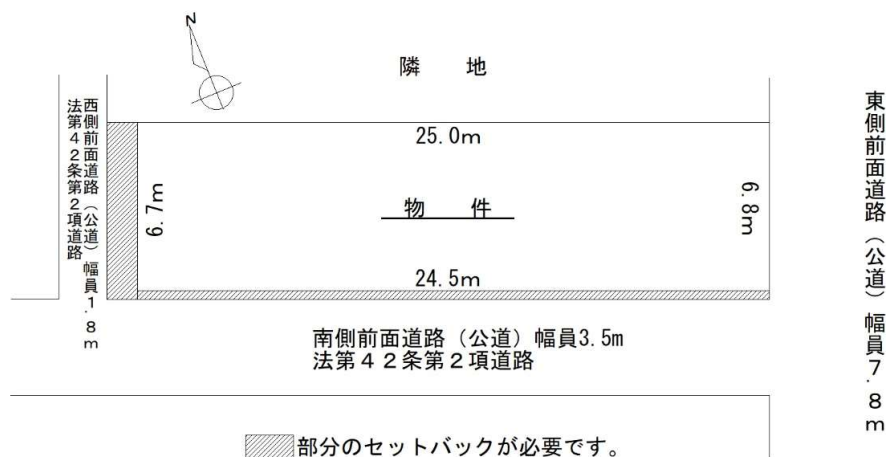 N
隣 地
西側前面道路（公道）幅員1.8m
法第42条第2項道路
25.0m
6.7m
物 件
6.8m
24.5m
東側前面道路（公道）幅員7.8m
南側前面道路（公道）幅員3.5m
法第42条第2項道路
部分のセットバックが必要です。